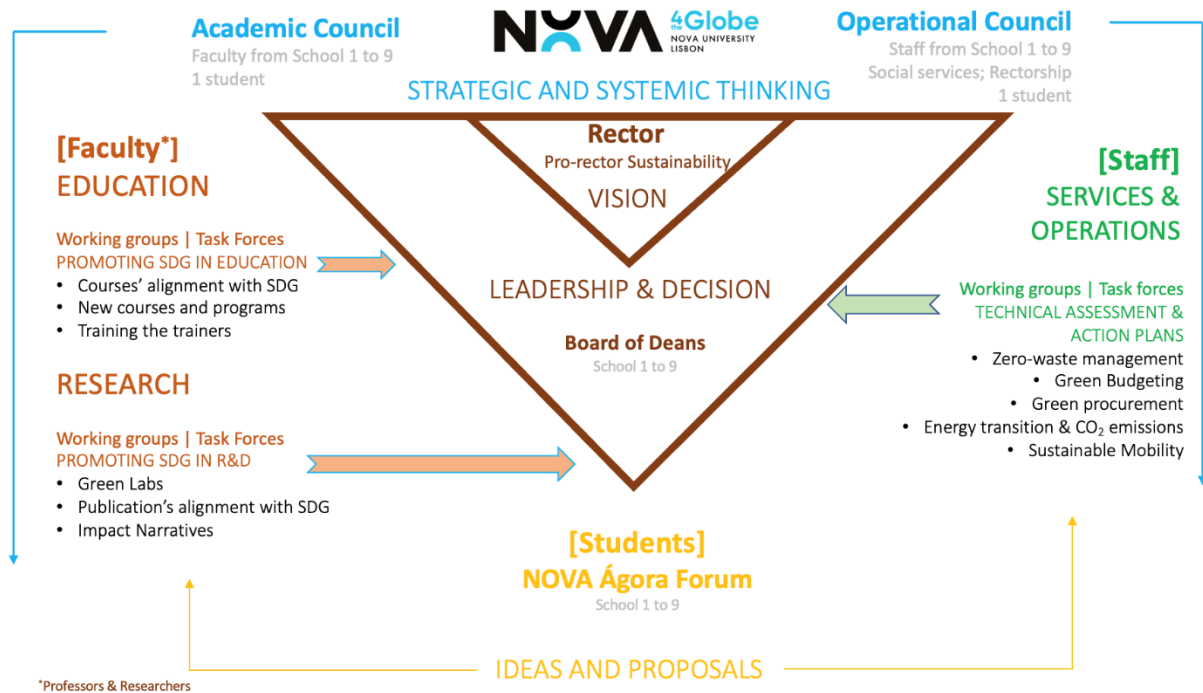 Academic Council
Faculty from School 1 to 9
1 student
NOVA
4 the Globe
NOVA UNIVERSITY
LISBON
Operational Council
Staff from School 1 to 9
Social services; Rectorship
1 student
STRATEGIC AND SYSTEMIC THINKING
Rector
Pro-rector Sustainability
VISION
LEADERSHIP & DECISION
Board of Deans
School 1 to 9
[Faculty*]
EDUCATION
Working groups | Task Forces
PROMOTING SDG IN EDUCATION
• Courses' alignment with SDG
• New courses and programs
• Training the trainers
RESEARCH
Working groups | Task Forces
PROMOTING SDG IN R&D
• Green Labs
• Publication's alignment with SDG
• Impact Narratives
[Staff]
SERVICES &
OPERATIONS
Working groups | Task forces
TECHNICAL ASSESSMENT &
ACTION PLANS
• Zero-waste management
• Green Budgeting
• Green procurement
• Energy transition & CO₂ emissions
• Sustainable Mobility
[Students]
NOVA Ágora Forum
School 1 to 9
IDEAS AND PROPOSALS
*Professors & Researchers